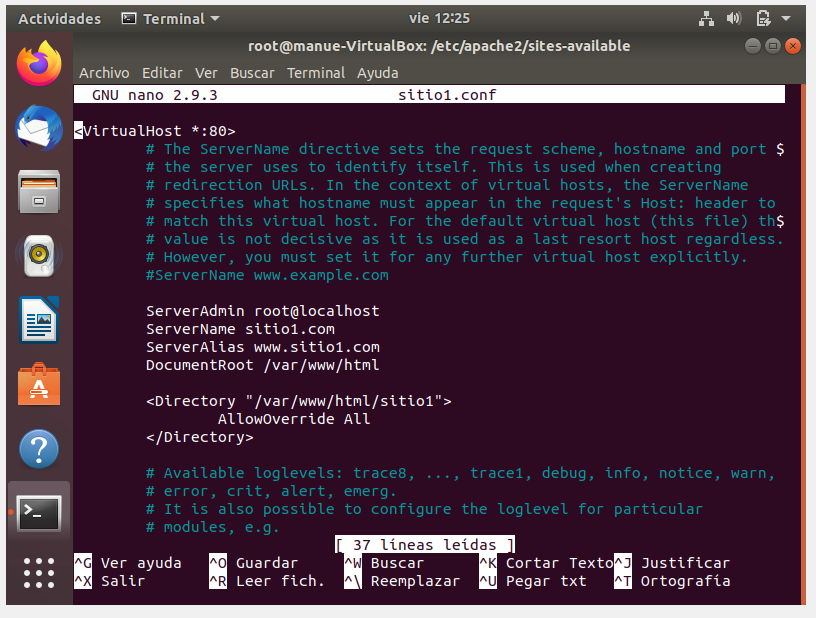 Actividades Terminal vie 12:25
root@manue-VirtualBox: /etc/apache2/sites-available
Archivo Editar Ver Buscar Terminal Ayuda
GNU nano 2.9.3 sitio1.conf
<VirtualHost *:80>
# The ServerName directive sets the request scheme, hostname and port $
# the server uses to identify itself. This is used when creating
# redirection URLs. In the context of virtual hosts, the ServerName
# specifies what hostname must appear in the request's Host: header to
# match this virtual host. For the default virtual host (this file) th$
# value is not decisive as it is used as a last resort host regardless.
# However, you must set it for any further virtual host explicitly.
#ServerName www.example.com
ServerAdmin root@localhost
ServerName sitio1.com
ServerAlias www.sitio1.com
DocumentRoot /var/www/html
<Directory "/var/www/html/sitio1">
AllowOverride All
</Directory>
# Available loglevels: trace8, ..., trace1, debug, info, notice, warn,
# error, crit, alert, emerg.
# It is also possible to configure the loglevel for particular
# modules, e.g.
[ 37 líneas leídas ]
^G Ver ayuda ^O Guardar ^W Buscar ^K Cortar Texto ^J Justificar
^X Salir ^R Leer fich. ^\ Reemplazar ^U Pegar txt ^T Ortografía